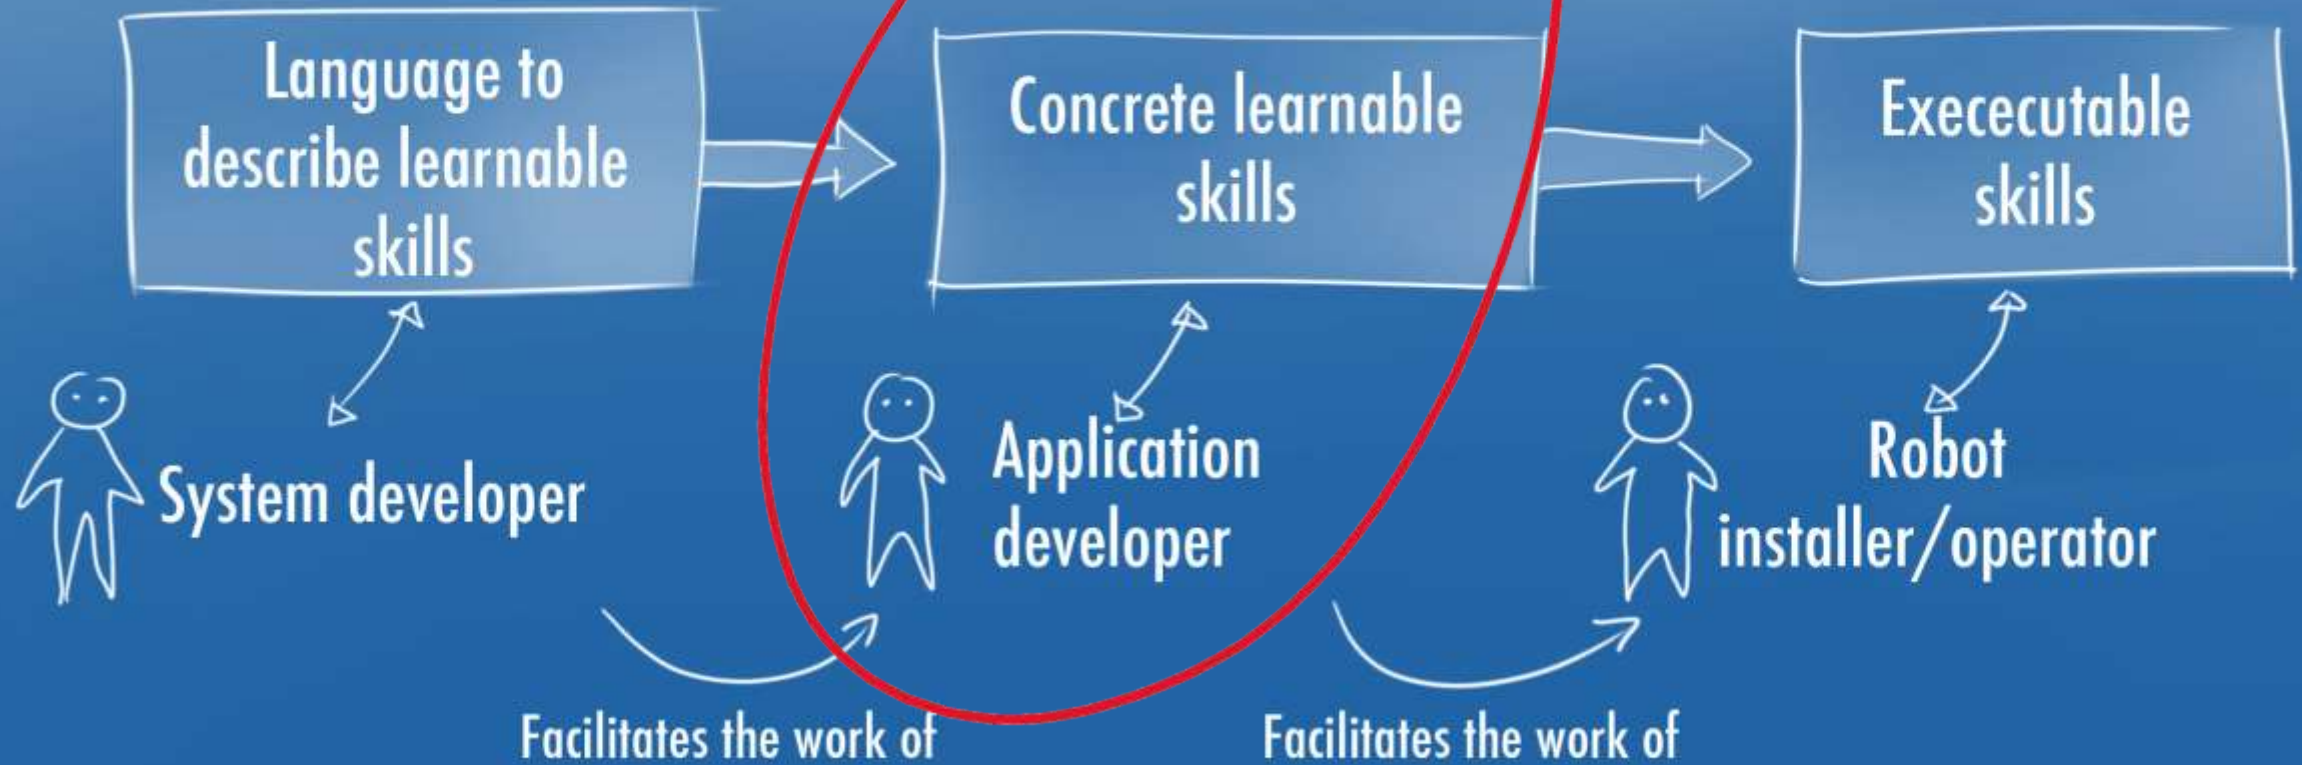 Language to
describe learnable
skills
Concrete learnable
skills
Exececutable
skills
System developer
Application
developer
Robot
installer/operator
Facilitates the work of
Facilitates the work of